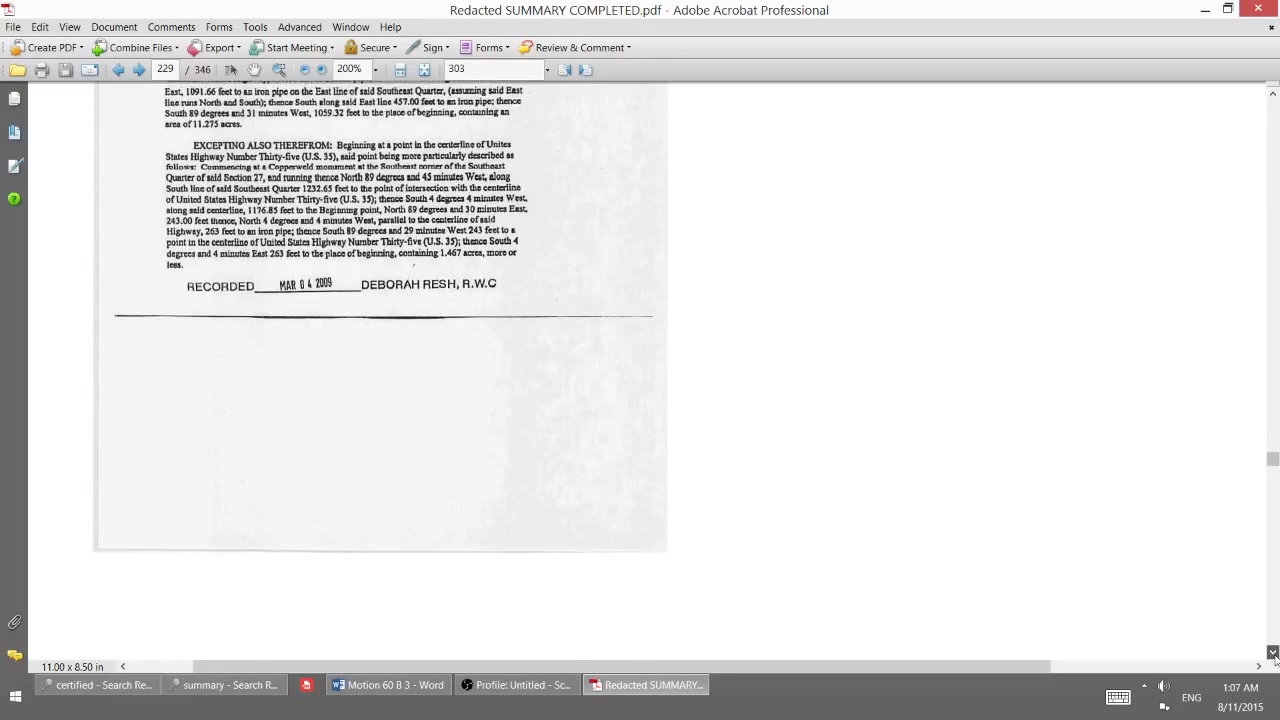 Redacted SUMMARY COMPLETED.pdf - Adobe Acrobat Professional
File Edit View Document Comments Forms Tools Advanced Window Help
Create PDF Combine Files Export Start Meeting Secure Sign Forms Review & Comment
229 / 346 200% 303
East, 1091.66 feet to an iron pipe on the East line of said Southeast Quarter, (assuming said East
line runs North and South); thence South along said East line 457.00 feet to an iron pipe; thence
South 89 degrees and 31 minutes West, 1059.32 feet to the place of beginning, containing an
area of 11.275 acres.
EXCEPTING ALSO THEREFROM: Beginning at a point in the centerline of Unites
States Highway Number Thirty-five (U.S. 35), said point being more particularly described as
follows: Commencing at a Copperweld monument at the Southeast corner of the Southeast
Quarter of said Section 27, and running thence North 89 degrees and 45 minutes West, along
South line of said Southeast Quarter 1232.65 feet to the point of intersection with the centerline
of United States Highway Number Thirty-five (U.S. 35); thence South 4 degrees 4 minutes West,
along said centerline, 1176.85 feet to the Beginning point, North 89 degrees and 30 minutes East,
243.00 feet thence, North 4 degrees and 4 minutes West, parallel to the centerline of said
Highway, 263 feet to an iron pipe; thence South 89 degrees and 29 minutes West 243 feet to a
point in the centerline of United States Highway Number Thirty-five (U.S. 35); thence South 4
degrees and 4 minutes East 263 feet to the place of beginning, containing 1.467 acres, more or
less.
RECORDED MAR 04 2009 DEBORAH RESH, R.W.C
11.00 x 8.50 in
certified - Search Re... summary - Search R... Motion 60 B 3 - Word Profile: Untitled - Sc... Redacted SUMMARY...
ENG
1:07 AM
8/11/2015